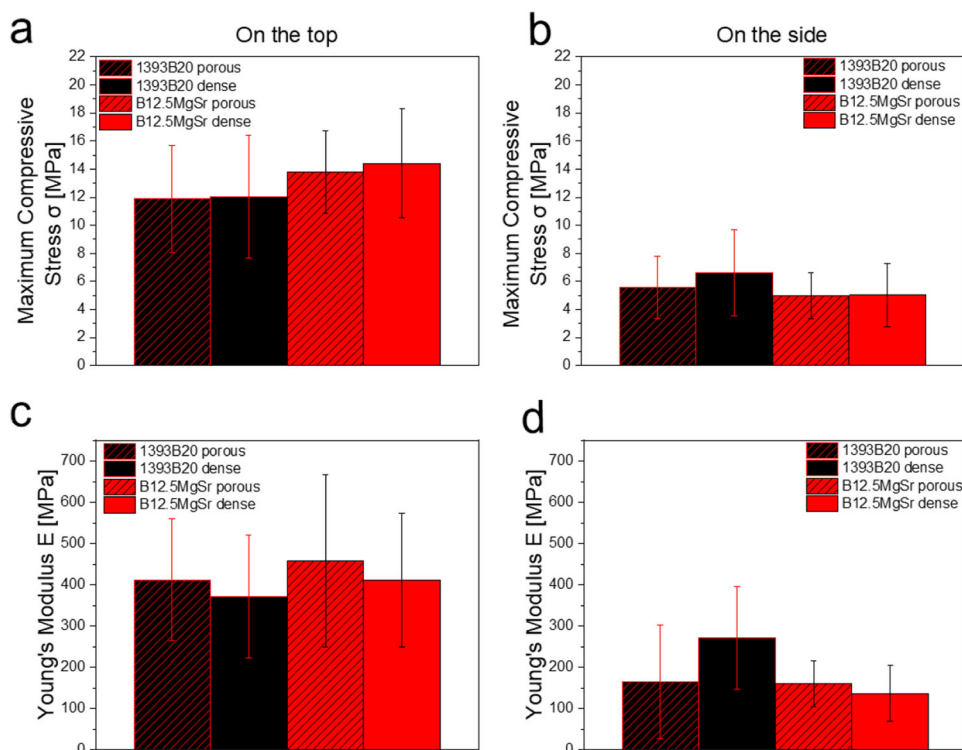 a
On the top
22
20
18
16
14
12
10
8
6
4
2
0
Maximum Compressive
Stress σ [MPa]
1393B20 porous
1393B20 dense
B12.5MgSr porous
B12.5MgSr dense
b
On the side
22
20
18
16
14
12
10
8
6
4
2
0
Maximum Compressive
Stress σ [MPa]
1393B20 porous
1393B20 dense
B12.5MgSr porous
B12.5MgSr dense
c
700
600
500
400
300
200
100
0
Young's Modulus E [MPa]
1393B20 porous
1393B20 dense
B12.5MgSr porous
B12.5MgSr dense
d
700
600
500
400
300
200
100
0
Young's Modulus E [MPa]
1393B20 porous
1393B20 dense
B12.5MgSr porous
B12.5MgSr dense